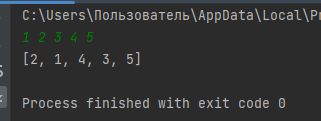 C:\Users\Пользователь\AppData\Local\Pr
1 2 3 4 5
[2, 1, 4, 3, 5]
Process finished with exit code 0